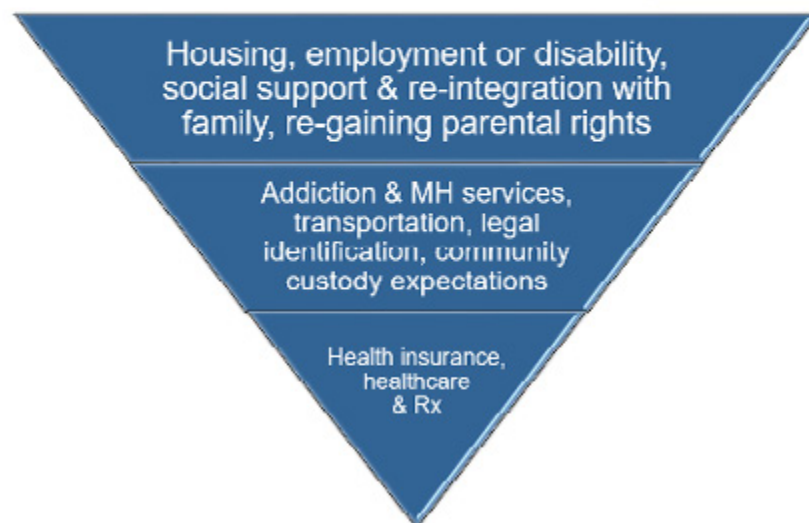 Housing, employment or disability,
social support & re-integration with
family, re-gaining parental rights
Addiction & MH services,
transportation, legal
identification, community
custody expectations
Health insurance,
healthcare
& Rx